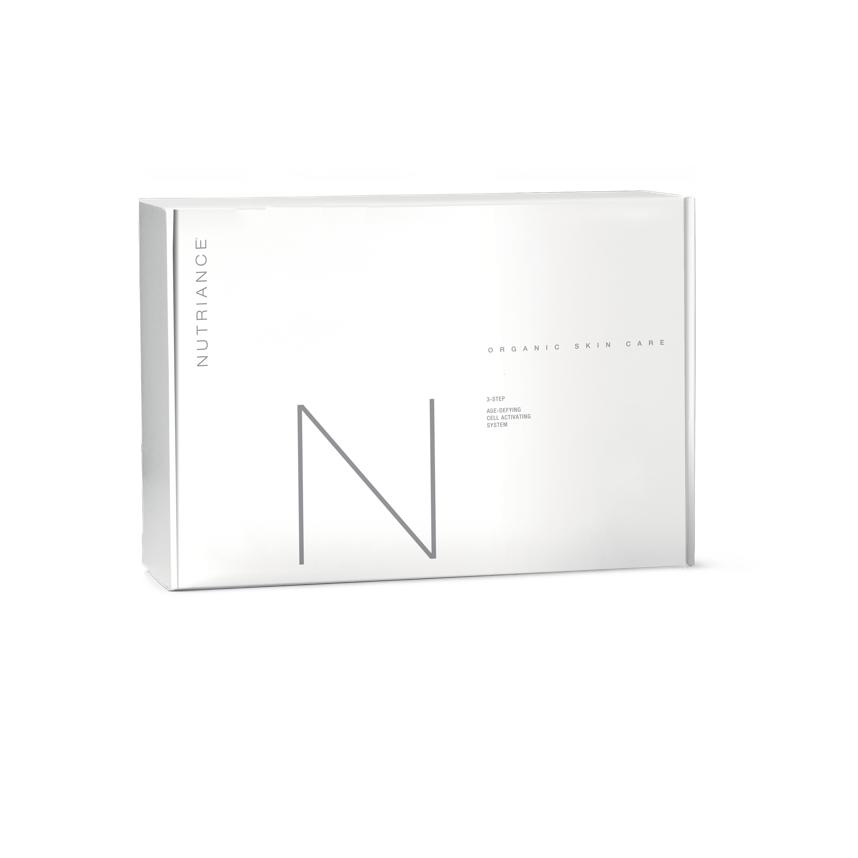 NUTRIANCE
ORGANIC SKIN CARE
3-STEP
AGE-DEFYING
CELL ACTIVATING
SYSTEM
N